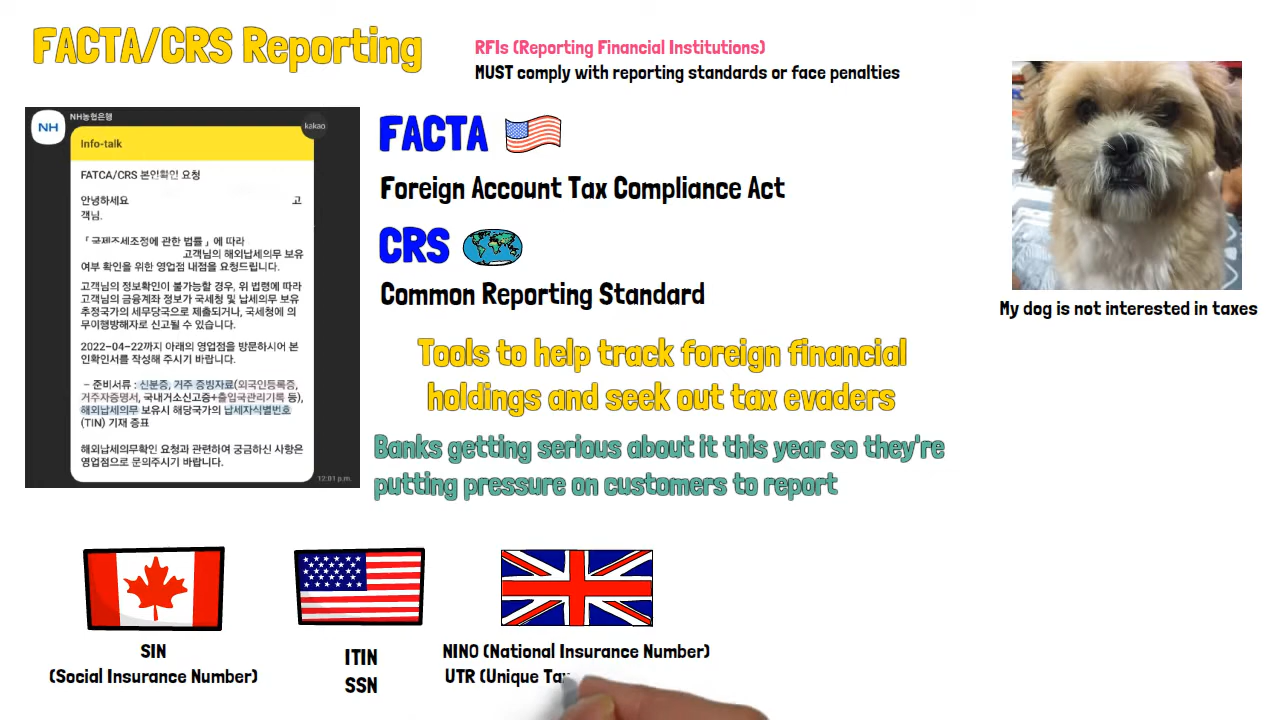 FACTA/CRS Reporting
RFIs (Reporting Financial Institutions)
MUST comply with reporting standards or face penalties
NH농협은행
NH
kakao
Info-talk
FATCA/CRS 본인확인 요청
안녕하세요 고
객님.
「국제조세조정에 관한 법률」에 따라
고객님의 해외납세의무 보유
여부 확인을 위한 영업점 내점을 요청드립니다.
고객님의 정보확인이 불가능할 경우, 위 법령에 따라
고객님의 금융계좌 정보가 국세청 및 납세의무 보유
추정국가의 세무당국으로 제출되거나, 국세청에 의
무이행방해자로 신고될 수 있습니다.
2022-04-22까지 아래의 영업점을 방문하시어 본
인확인서를 작성해 주시기 바랍니다.
- 준비서류 : 신분증, 거주 증빙자료(외국인등록증,
거주자증명서, 국내거소신고증+출입국관리기록 등),
해외납세의무 보유시 해당국가의 납세자식별번호
(TIN) 기재 증표
해외납세의무확인 요청과 관련하여 궁금하신 사항은
영업점으로 문의주시기 바랍니다.
12:01 p.m.
FACTA
Foreign Account Tax Compliance Act
CRS
Common Reporting Standard
Tools to help track foreign financial
holdings and seek out tax evaders
Banks getting serious about it this year so they're
putting pressure on customers to report
My dog is not interested in taxes
SIN
(Social Insurance Number)
ITIN
SSN
NINO (National Insurance Number)
UTR (Unique Tax